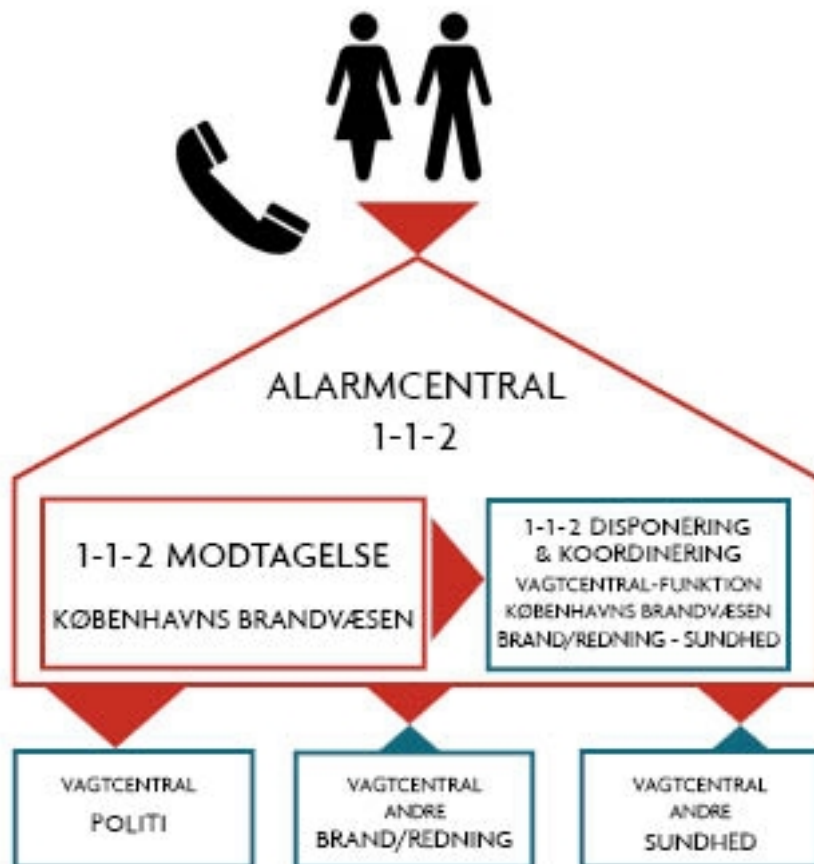 ALARMCENTRAL
1-1-2
1-1-2 MODTAGELSE
KØBENHAVNS BRANDVÆSEN
1-1-2 DISPONERING
& KOORDINERING
VAGTCENTRAL-FUNKTION
KØBENHAVNS BRANDVÆSEN
BRAND/REDNING - SUNDHED
VAGTCENTRAL
POLITI
VAGTCENTRAL
ANDRE
BRAND/REDNING
VAGTCENTRAL
ANDRE
SUNDHED